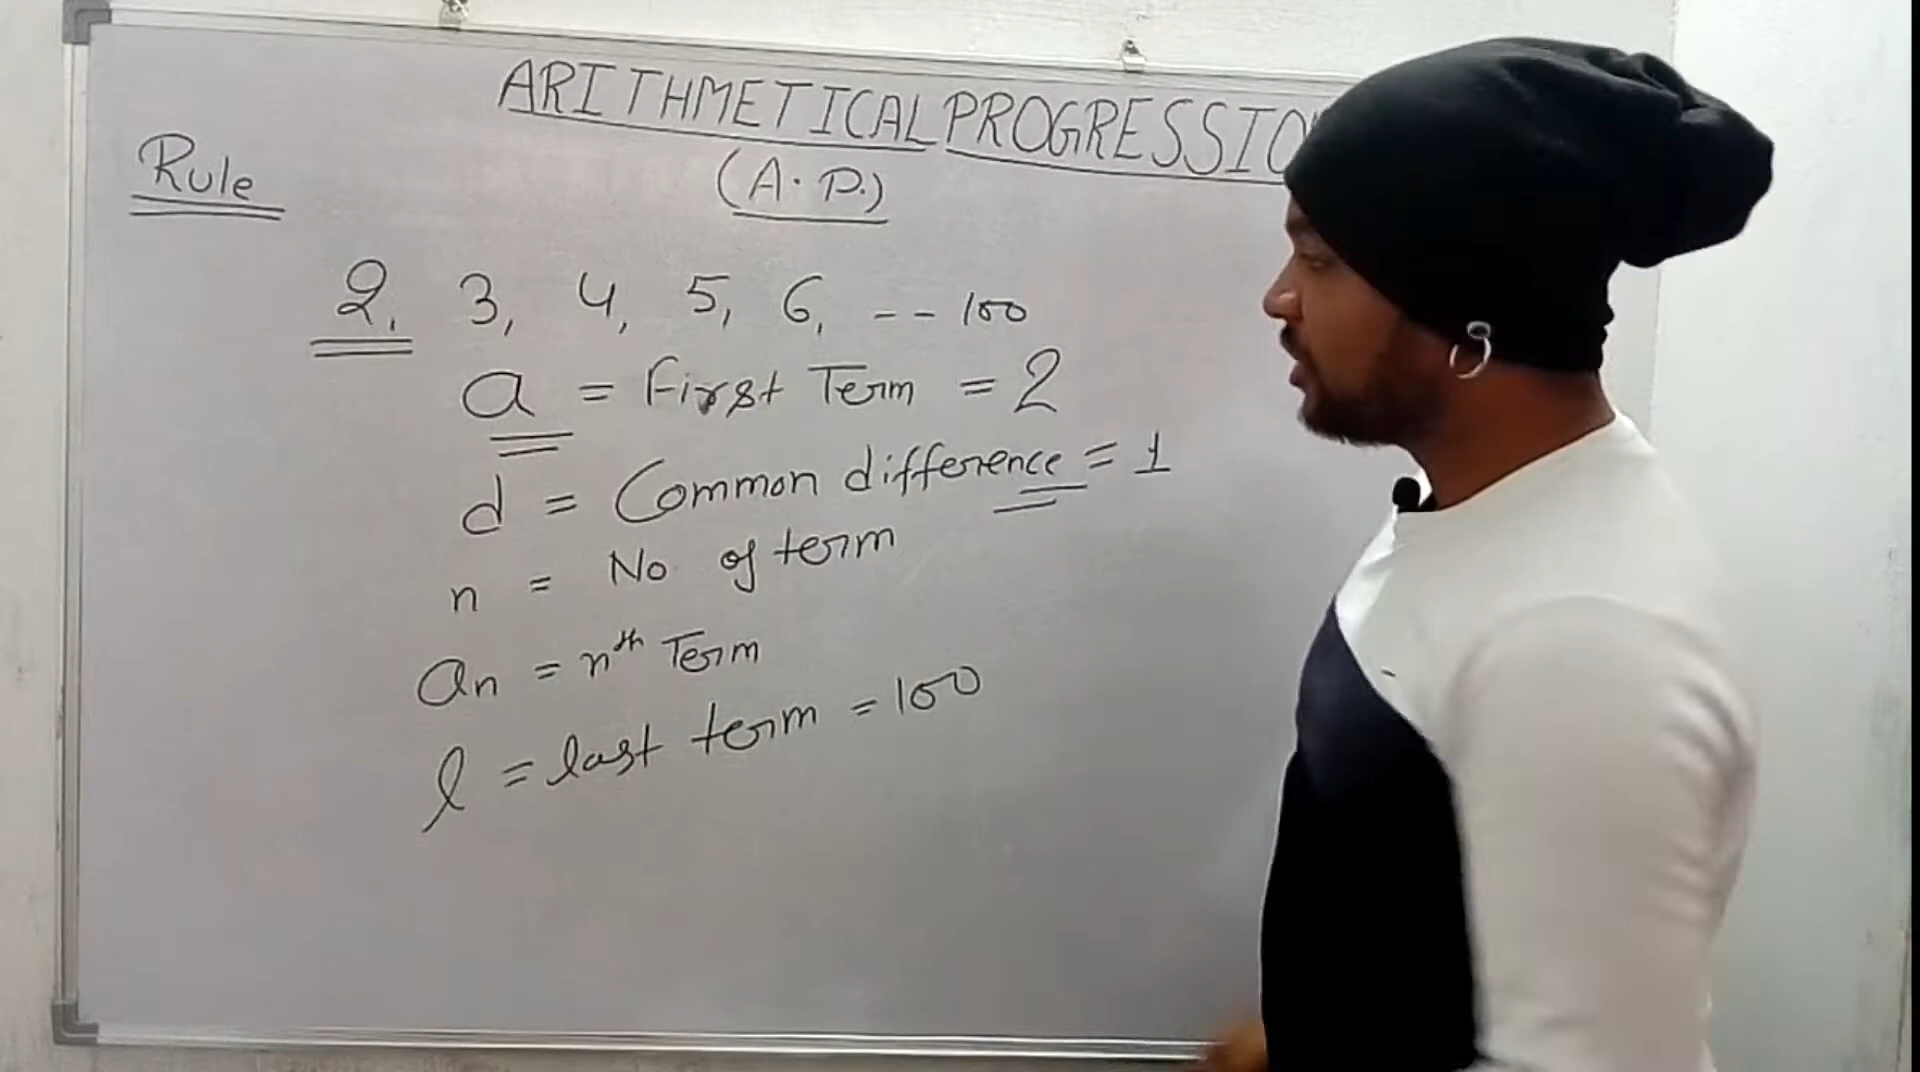 ARITHMETICAL PROGRESSIO
(A.P.)
Rule
2, 3, 4, 5, 6, -- 100
a = First Term = 2
d = Common difference = 1
n = No of term
an = nth Term
l = last term = 100